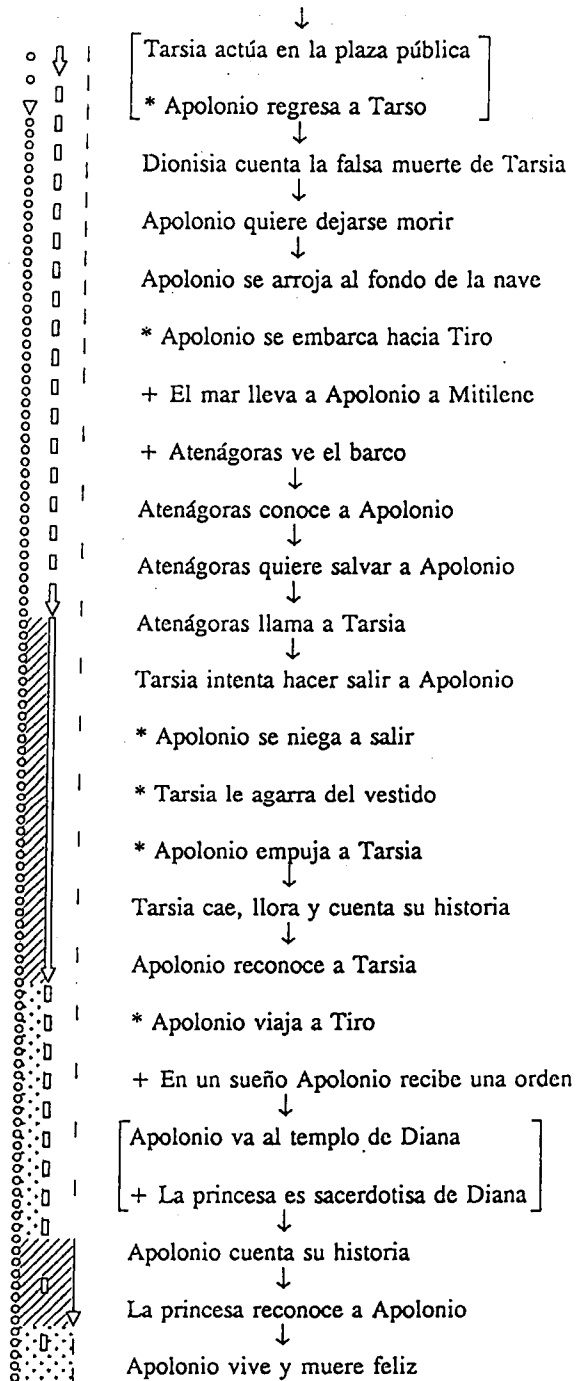 Tarsia actúa en la plaza pública
* Apolonio regresa a Tarso
Dionisia cuenta la falsa muerte de Tarsia
Apolonio quiere dejarse morir
Apolonio se arroja al fondo de la nave
* Apolonio se embarca hacia Tiro
+ El mar lleva a Apolonio a Mitilene
+ Atenágoras ve el barco
Atenágoras conoce a Apolonio
Atenágoras quiere salvar a Apolonio
Atenágoras llama a Tarsia
Tarsia intenta hacer salir a Apolonio
* Apolonio se niega a salir
* Tarsia le agarra del vestido
* Apolonio empuja a Tarsia
Tarsia cae, llora y cuenta su historia
Apolonio reconoce a Tarsia
* Apolonio viaja a Tiro
+ En un sueño Apolonio recibe una orden
Apolonio va al templo de Diana
+ La princesa es sacerdotisa de Diana
Apolonio cuenta su historia
La princesa reconoce a Apolonio
Apolonio vive y muere feliz